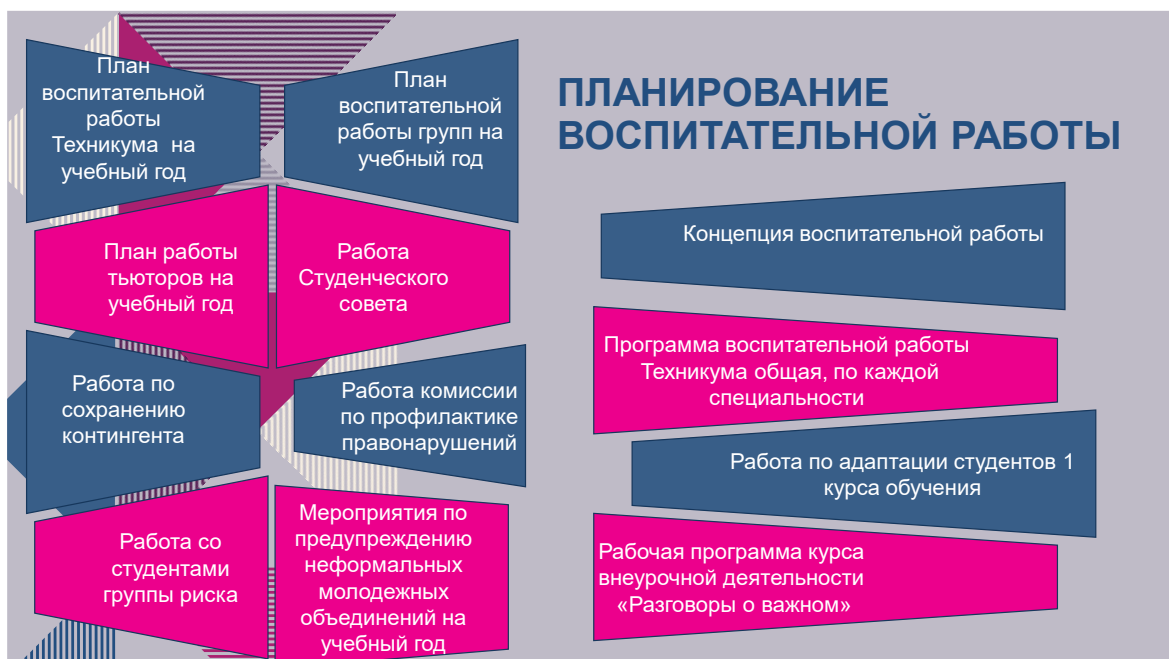 План
воспитательной
работы
Техникума на
учебный год
План
воспитательной
работы групп на
учебный год
План работы
тьюторов на
учебный год
Работа
Студенческого
совета
Работа по
сохранению
контингента
Работа комиссии
по профилактике
правонарушений
Работа со
студентами
группы риска
Мероприятия по
предупреждению
неформальных
молодежных
объединений на
учебный год
ПЛАНИРОВАНИЕ
ВОСПИТАТЕЛЬНОЙ РАБОТЫ
Концепция воспитательной работы
Программа воспитательной работы
Техникума общая, по каждой
специальности
Работа по адаптации студентов 1
курса обучения
Рабочая программа курса
внеурочной деятельности
«Разговоры о важном»